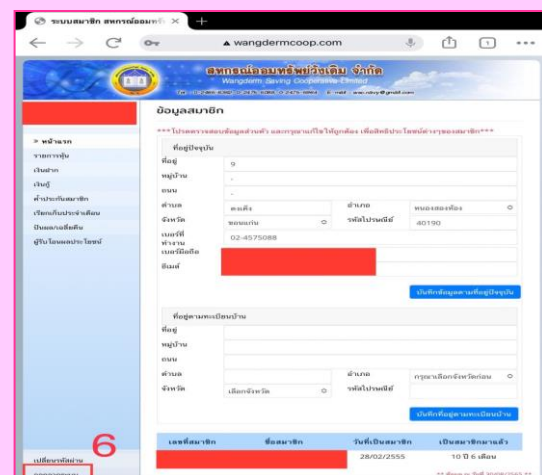 ระบบสมาชิก สหกรณ์ออมทรั
wangdermcoop.com
1
สหกรณ์ออมทรัพย์วังเดิม จำกัด
Wangderm Saving Cooperative Limited
ข้อมูลสมาชิก
***โปรดตรวจสอบข้อมูลส่วนตัว และกรุณาแก้ไขให้ถูกต้อง เพื่อสิทธิประโยชน์ต่างๆของสมาชิก***
> หน้าแรก
รายการหุ้น
เงินฝาก
เงินกู้
ค้ำประกันสมาชิก
เรียกเก็บประจำเดือน
ปันผลเฉลี่ยคืน
ผู้รับโอนผลประโยชน์
ที่อยู่ปัจจุบัน
ที่อยู่ 9
หมู่บ้าน .
ถนน .
ตำบล ดงเค็ง อำเภอ หนองสองห้อง
จังหวัด ขอนแก่น รหัสไปรษณีย์ 40190
เบอร์ที่ทำงาน 02-4575088
เบอร์มือถือ
อีเมล์
บันทึกข้อมูลตามที่อยู่ปัจจุบัน
ที่อยู่ตามทะเบียนบ้าน
ที่อยู่
หมู่บ้าน
ถนน
ตำบล อำเภอ กรุณาเลือกจังหวัดก่อน
จังหวัด เลือกจังหวัด รหัสไปรษณีย์
บันทึกที่อยู่ตามทะเบียนบ้าน
เลขที่สมาชิก ชื่อสมาชิก วันที่เป็นสมาชิก เป็นสมาชิกมาแล้ว
28/02/2555 10 ปี 6 เดือน
6
เปลี่ยนรหัสผ่าน